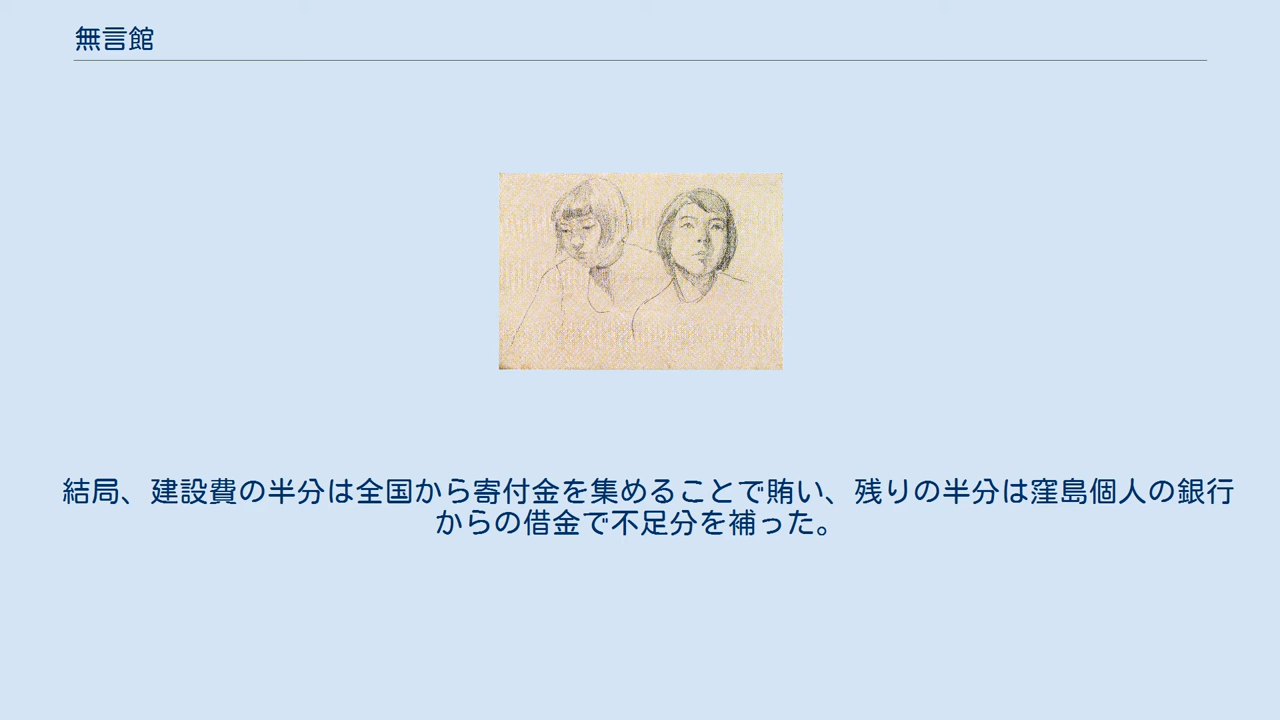 無言館
結局、建設費の半分は全国から寄付金を集めることで賄い、残りの半分は窪島個人の銀行
からの借金で不足分を補った。